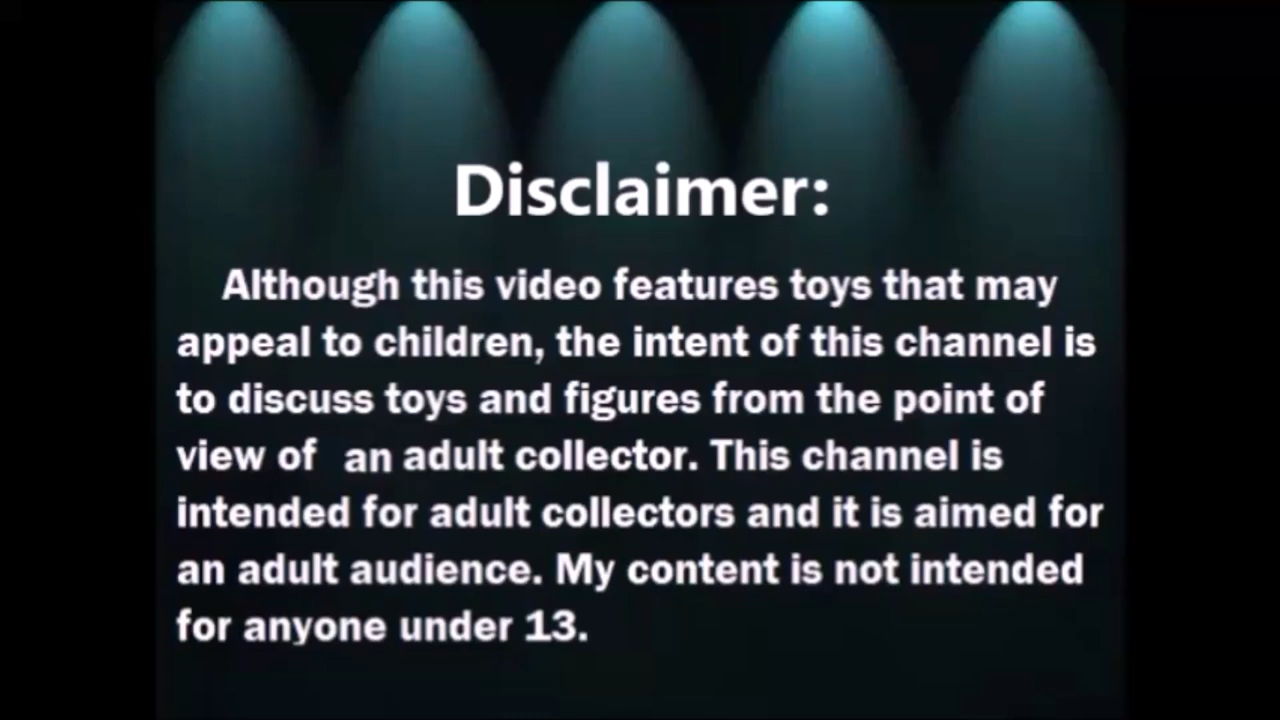 Disclaimer:
Although this video features toys that may
appeal to children, the intent of this channel is
to discuss toys and figures from the point of
view of an adult collector. This channel is
intended for adult collectors and it is aimed for
an adult audience. My content is not intended
for anyone under 13.